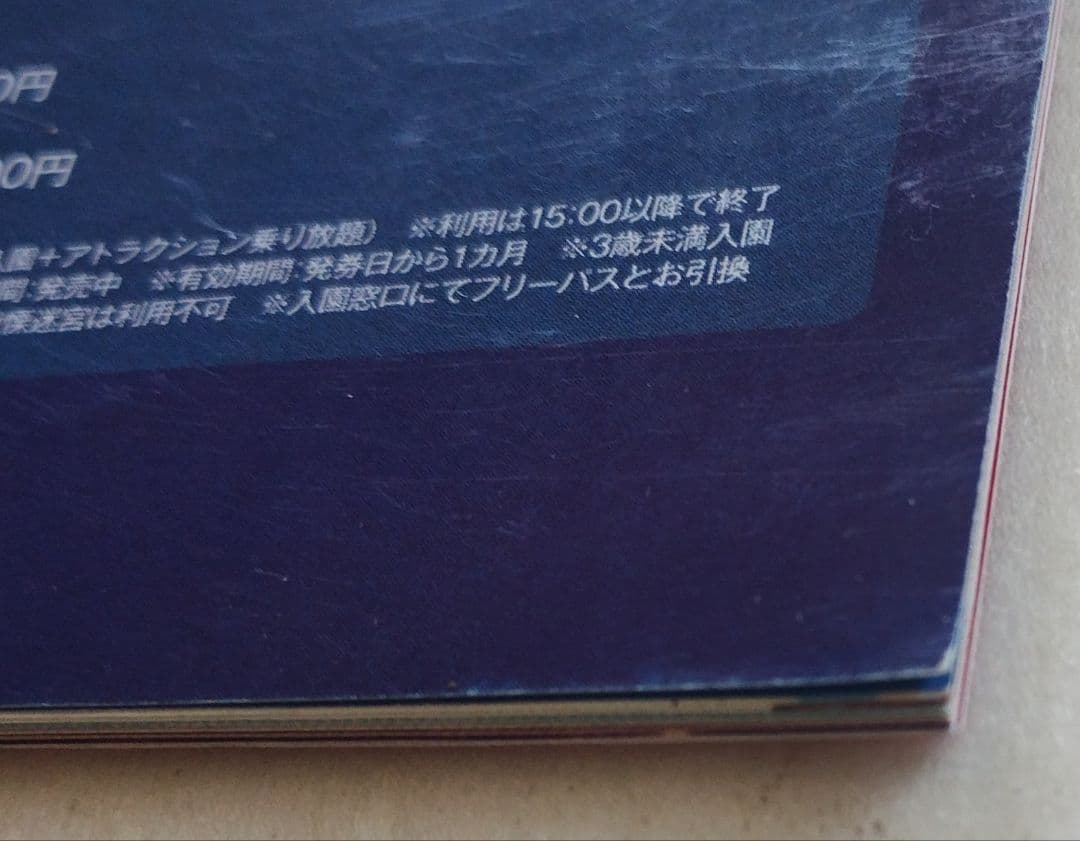 0円
00円
園+アトラクション乗り放題） ※利用は15:00以降で終了
間:発売中 ※有効期間:発券日から1カ月 ※3歳未満入園
迷宮は利用不可 ※入園窓口にてフリーパスとお引換